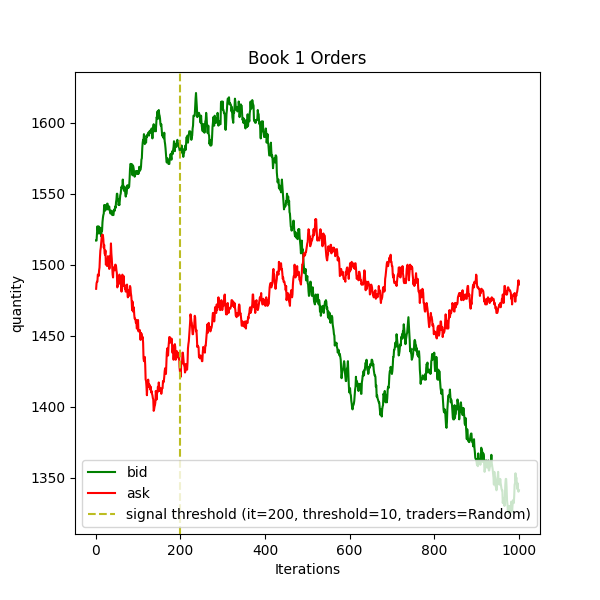 Book 1 Orders
quantity
1600
1550
1500
1450
1400
1350
bid
ask
signal threshold (it=200, threshold=10, traders=Random)
0 200 400 600 800 1000
Iterations